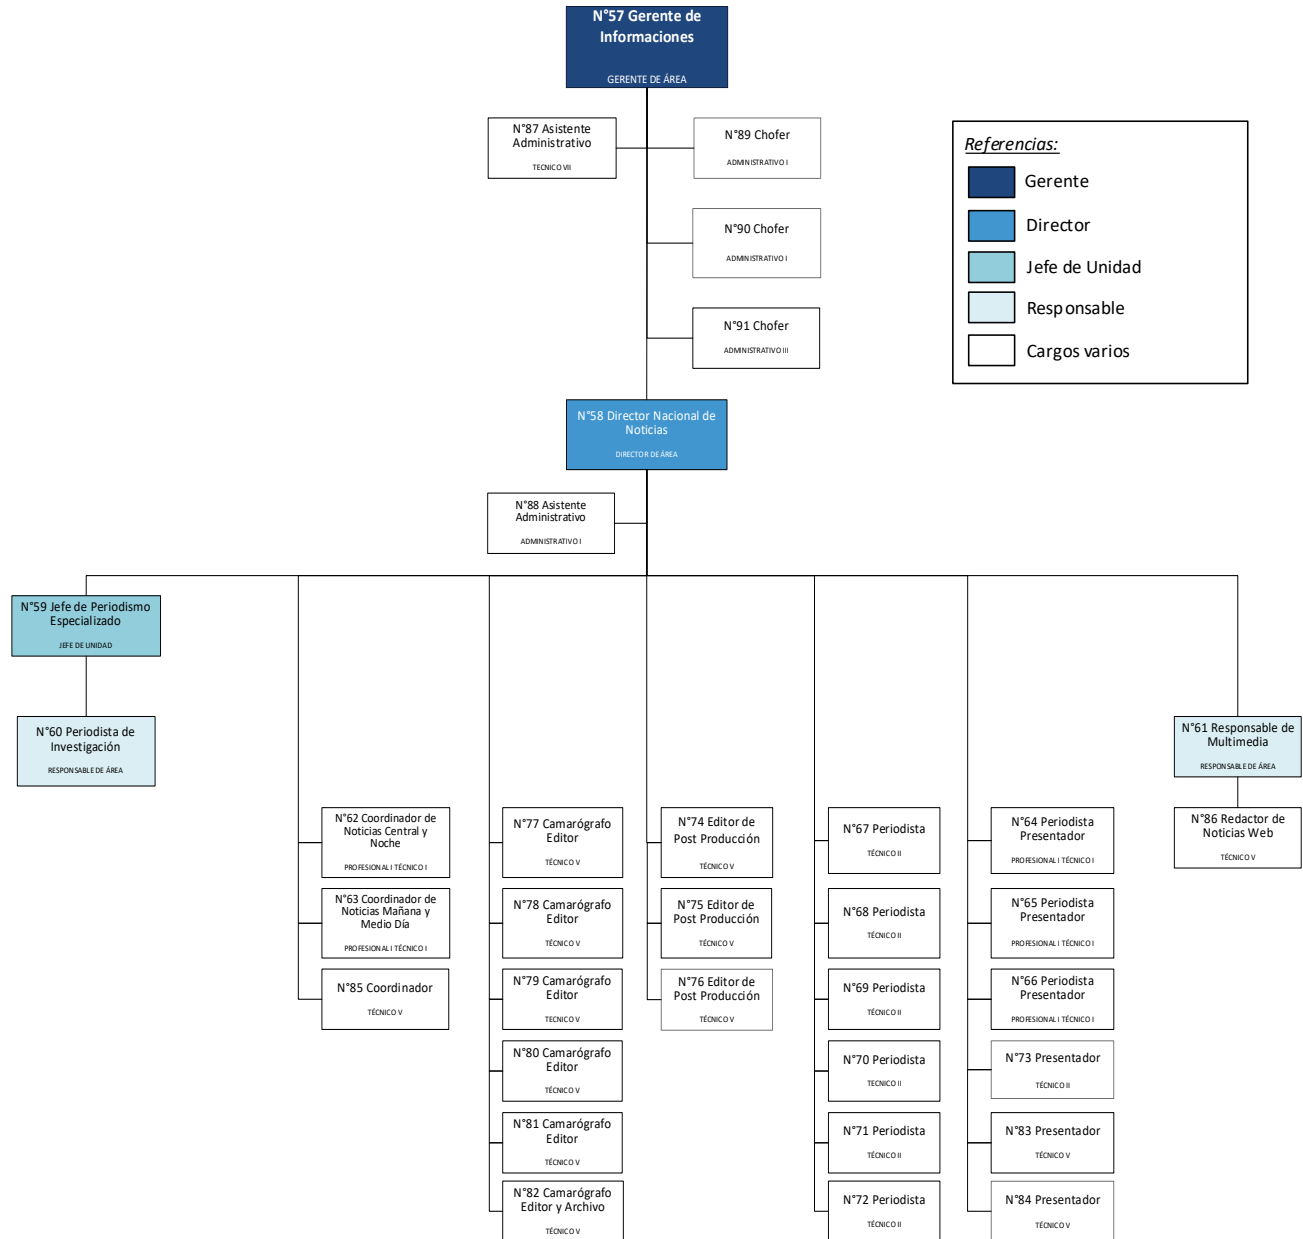 N°57 Gerente de
Informaciones
GERENTE DE ÁREA
N°87 Asistente
Administrativo
TECNICO VII
N°89 Chofer
ADMINISTRATIVO I
N°90 Chofer
ADMINISTRATIVO I
N°91 Chofer
ADMINISTRATIVO III
Referencias:
Gerente
Director
Jefe de Unidad
Responsable
Cargos varios
N°58 Director Nacional de
Noticias
DIRECTOR DE ÁREA
N°88 Asistente
Administrativo
ADMINISTRATIVO I
N°59 Jefe de Periodismo
Especializado
JEFE DE UNIDAD
N°60 Periodista de
Investigación
RESPONSABLE DE ÁREA
N°62 Coordinador de
Noticias Central y
Noche
PROFESIONAL I TÉCNICO I
N°63 Coordinador de
Noticias Mañana y
Medio Día
PROFESIONAL I TÉCNICO I
N°85 Coordinador
TÉCNICO V
N°77 Camarógrafo
Editor
TÉCNICO V
N°78 Camarógrafo
Editor
TÉCNICO V
N°79 Camarógrafo
Editor
TECNICO V
N°80 Camarógrafo
Editor
TÉCNICO V
N°81 Camarógrafo
Editor
TÉCNICO V
N°82 Camarógrafo
Editor y Archivo
TÉCNICO V
N°74 Editor de
Post Producción
TÉCNICO V
N°75 Editor de
Post Producción
TÉCNICO V
N°76 Editor de
Post Producción
TÉCNICO V
N°67 Periodista
TÉCNICO II
N°68 Periodista
TÉCNICO II
N°69 Periodista
TÉCNICO II
N°70 Periodista
TECNICO II
N°71 Periodista
TÉCNICO II
N°72 Periodista
TÉCNICO II
N°64 Periodista
Presentador
PROFESIONAL I TÉCNICO I
N°65 Periodista
Presentador
PROFESIONAL I TÉCNICO I
N°66 Periodista
Presentador
PROFESIONAL I TÉCNICO I
N°73 Presentador
TÉCNICO II
N°83 Presentador
TÉCNICO V
N°84 Presentador
TÉCNICO V
N°61 Responsable de
Multimedia
RESPONSABLE DE ÁREA
N°86 Redactor de
Noticias Web
TÉCNICO V